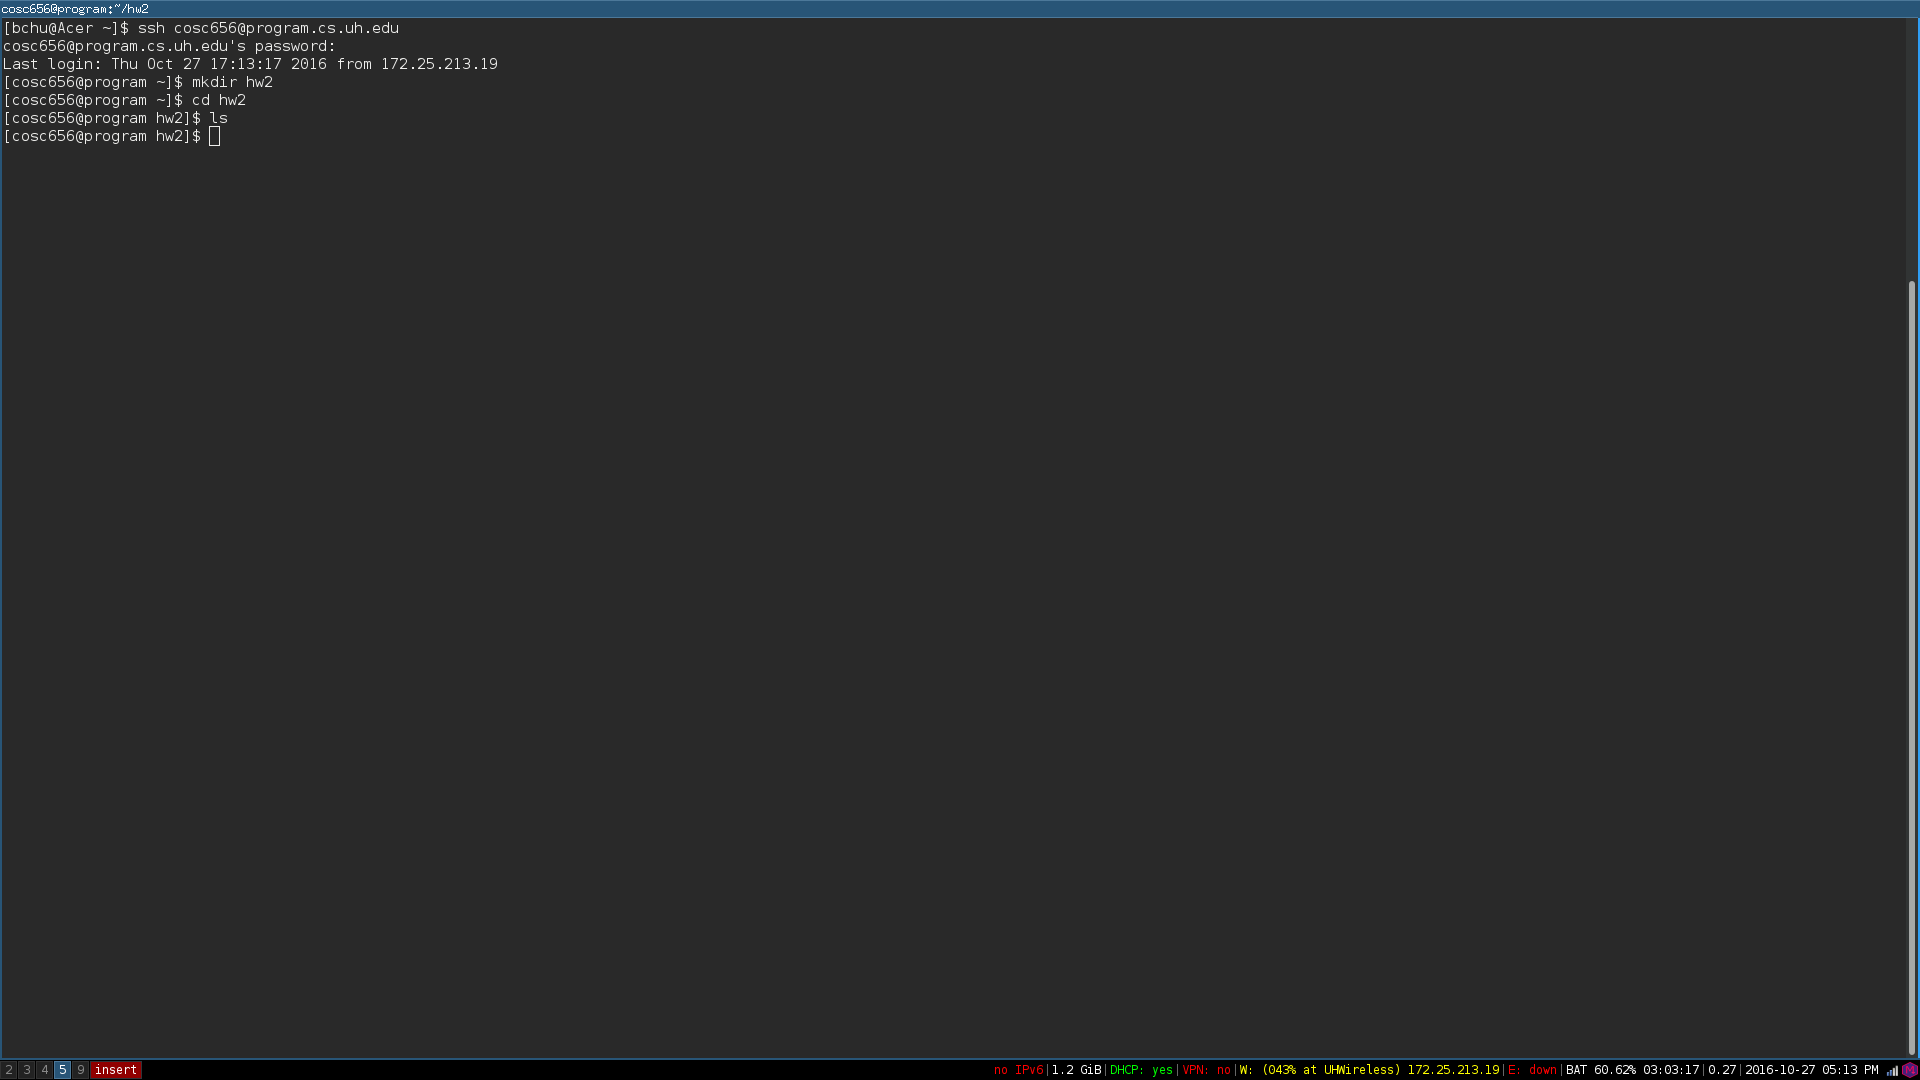 cosc656@program:~/hw2
[bchu@Acer ~]$ ssh cosc656@program.cs.uh.edu
cosc656@program.cs.uh.edu's password:
Last login: Thu Oct 27 17:13:17 2016 from 172.25.213.19
[cosc656@program ~]$ mkdir hw2
[cosc656@program ~]$ cd hw2
[cosc656@program hw2]$ ls
[cosc656@program hw2]$
2 3 4 5 9 insert no IPv6|1.2 GiB|DHCP: yes|VPN: no|W: (043% at UHWireless) 172.25.213.19|E: down|BAT 60.62% 03:03:17|0.27|2016-10-27 05:13 PM